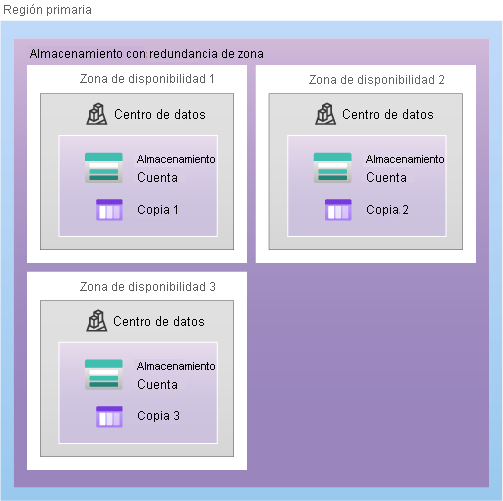 Región primaria
Almacenamiento con redundancia de zona
Zona de disponibilidad 1
Centro de datos
Almacenamiento
Cuenta
Copia 1
Zona de disponibilidad 2
Centro de datos
Almacenamiento
Cuenta
Copia 2
Zona de disponibilidad 3
Centro de datos
Almacenamiento
Cuenta
Copia 3